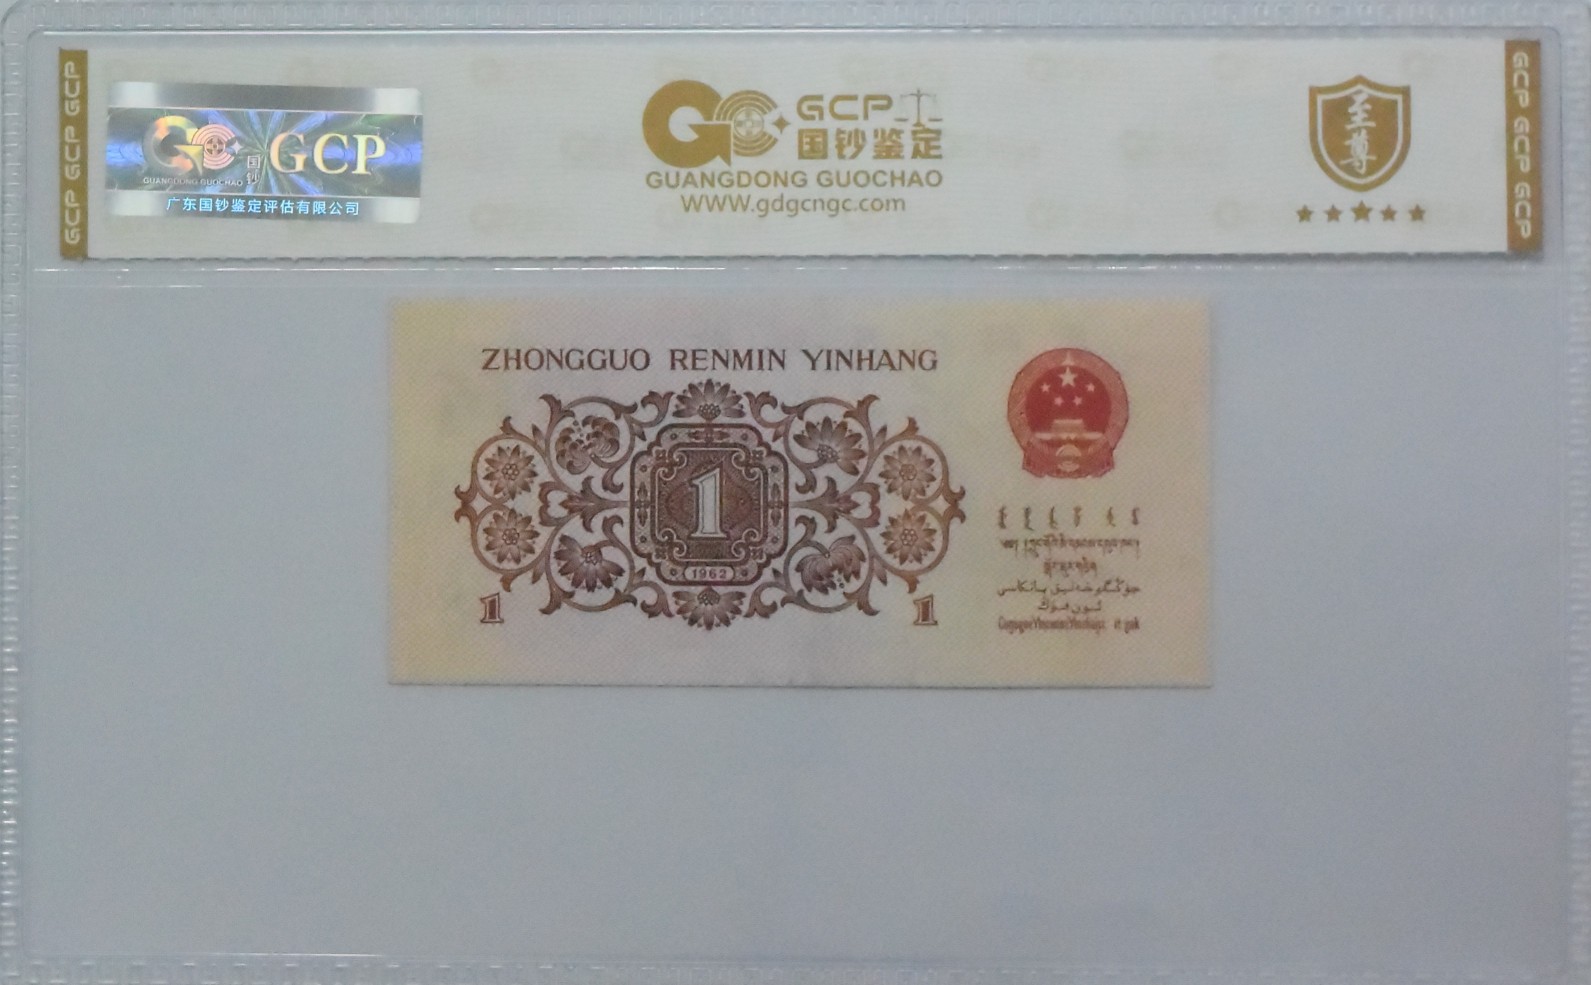 GCP GCP GCP
GCP
GUANGDONG GUOCHAO
国钞
广东国钞鉴定评估有限公司
GCP
国钞鉴定
GUANGDONG GUOCHAO
WWW.gdgcngc.com
至尊
GCP GCP GCP
ZHONGGUO RENMIN YINHANG
1
1962
1
1